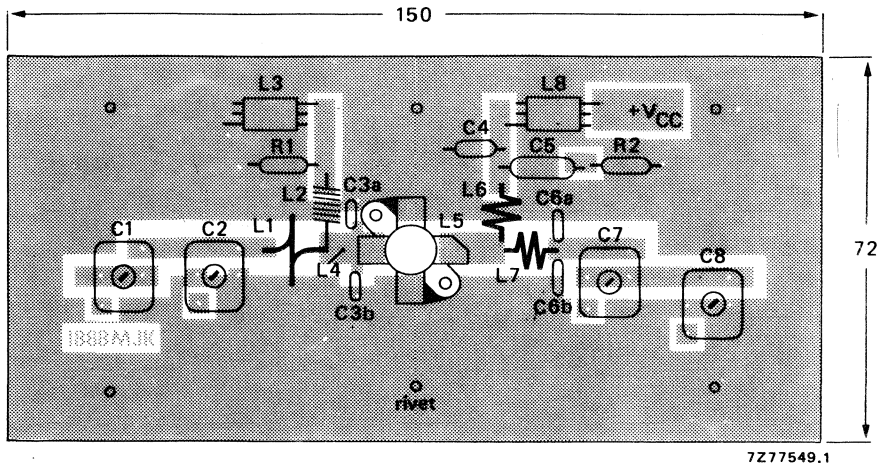 150
L3
L8
+VCC
C4
R1
C5
R2
L2
C3a
L6
C6a
C1
C2
L1
L5
C7
72
L4
L7
C8
C3b
C6b
1888MJK
rivet
7Z77549.1